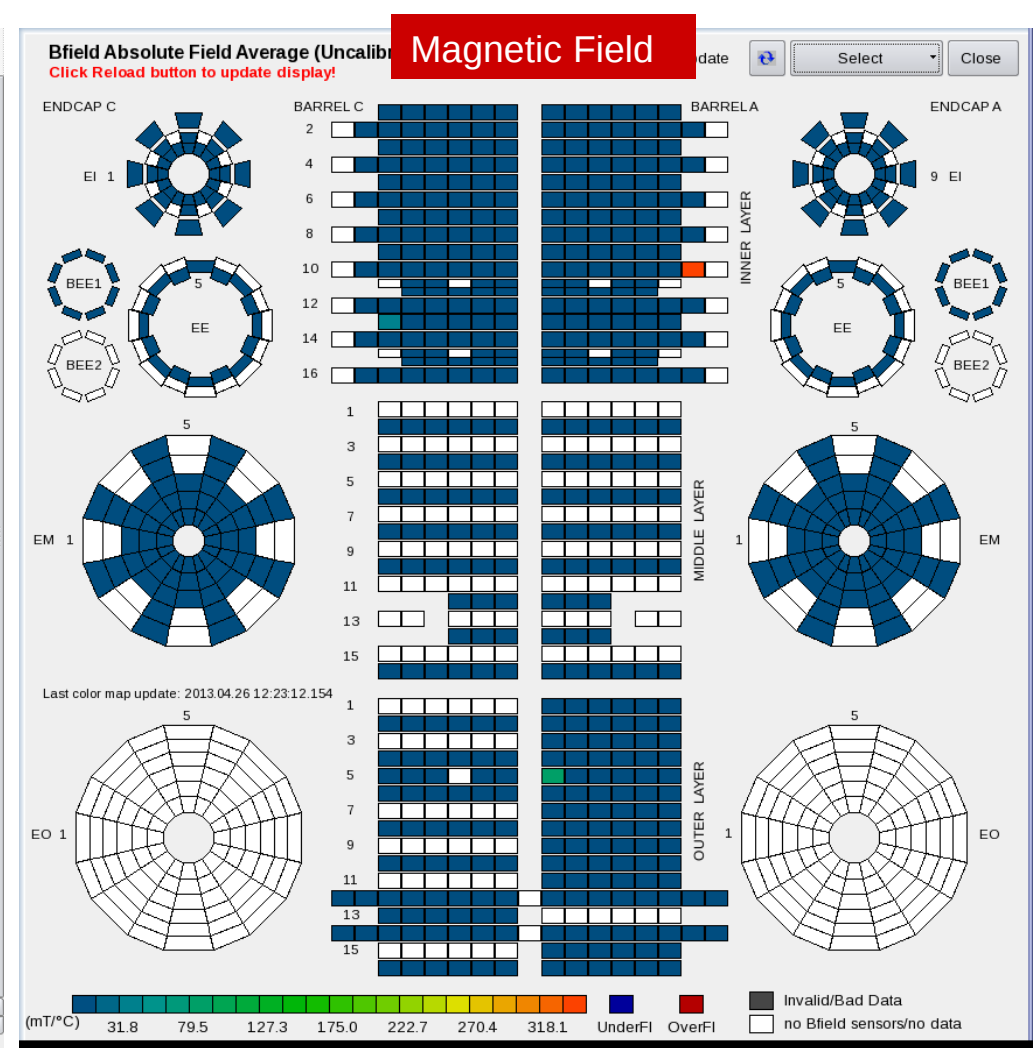 Magnetic Field
Bfield Absolute Field Average
Click Reload button to update display!
Select
Close
ENDCAP C
BARREL C
BARREL A
ENDCAP A
2
4
6
8
10
12
14
16
INNER LAYER
EI 1
9 EI
BEE1
BEE2
5
EE
5
EE
BEE1
BEE2
1
3
5
7
9
11
13
15
MIDDLE LAYER
5
EM 1
5
1
EM
Last color map update: 2013.04.26 12:23:12.154
1
3
5
7
9
11
13
15
OUTER LAYER
5
EO 1
5
1
EO
(mT/°C)
31.8
79.5
127.3
175.0
222.7
270.4
318.1
UnderFl
OverFl
Invalid/Bad Data
no Bfield sensors/no data